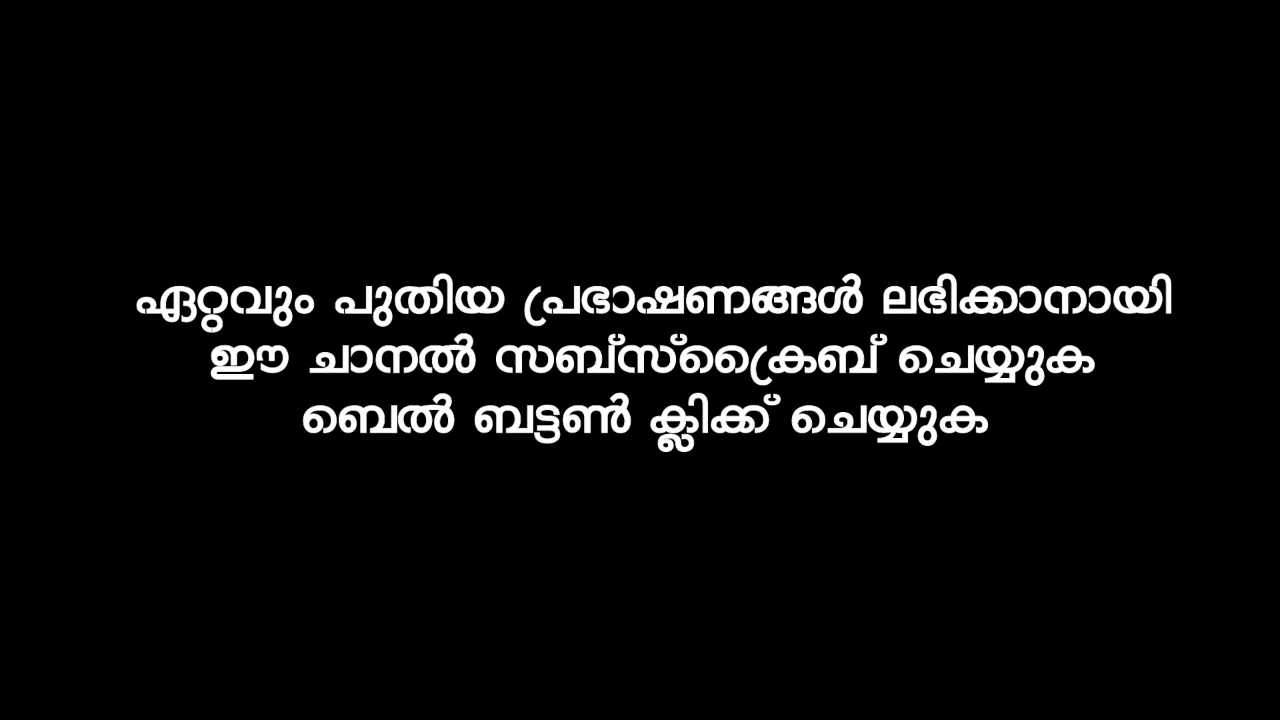 ഏറ്റവും പുതിയ പ്രഭാഷണങ്ങൾ ലഭിക്കാനായി
ഈ ചാനൽ സബ്സ്ക്രൈബ് ചെയ്യുക
ബെൽ ബട്ടൺ ക്ലിക്ക് ചെയ്യുക